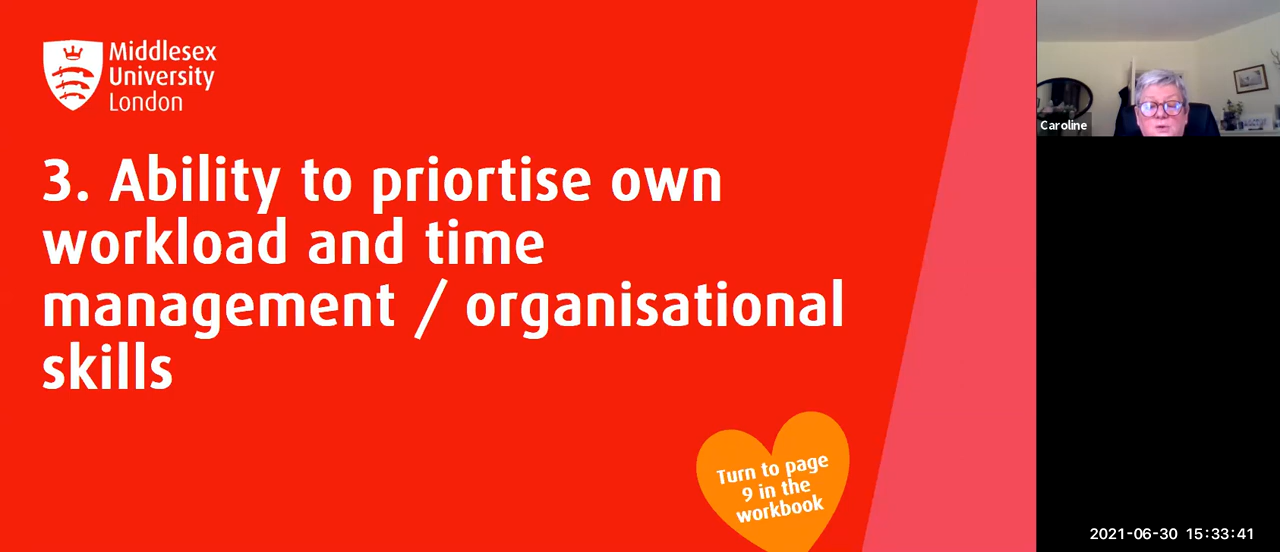 Middlesex
University
London
3. Ability to priortise own
workload and time
management / organisational
skills
Turn to page
9 in the
workbook
Caroline
2021-06-30 15:33:41